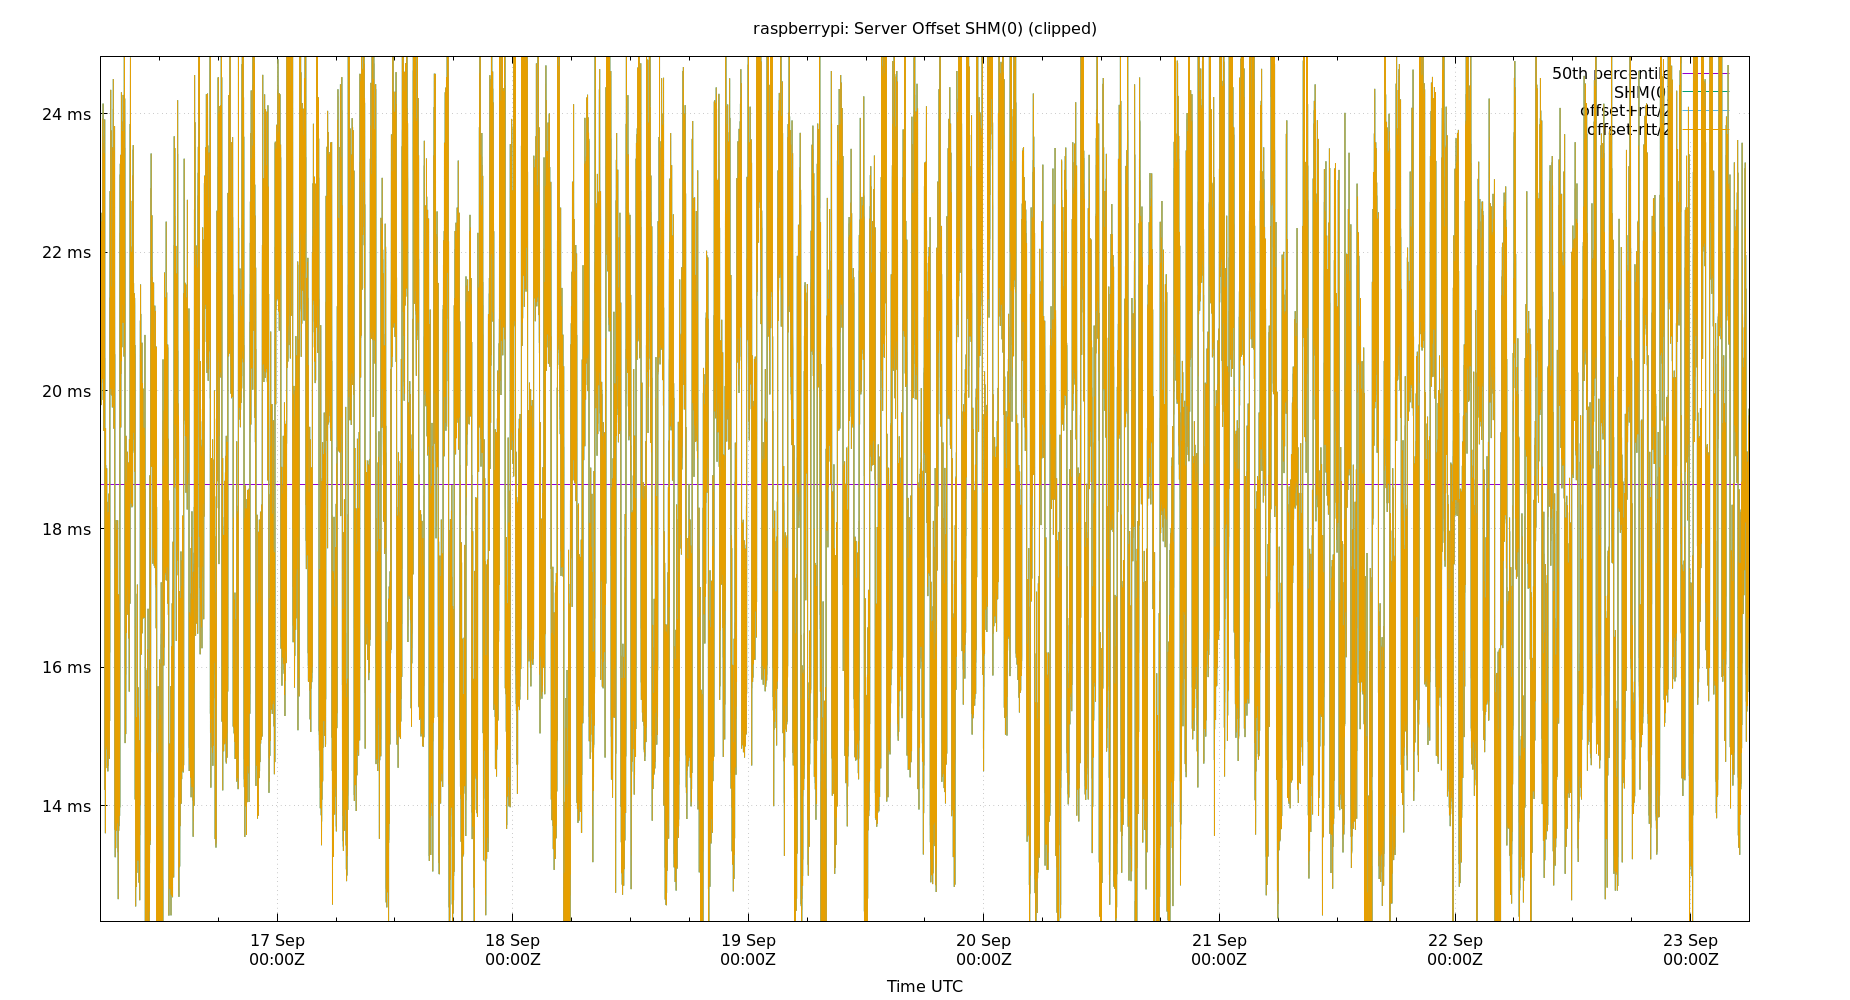 raspberrypi: Server Offset SHM(0) (clipped)
50th percentile
SHM(0)
offset+rtt/2
offset-rtt/2
24 ms
22 ms
20 ms
18 ms
16 ms
14 ms
17 Sep
00:00Z
18 Sep
00:00Z
19 Sep
00:00Z
20 Sep
00:00Z
21 Sep
00:00Z
22 Sep
00:00Z
23 Sep
00:00Z
Time UTC